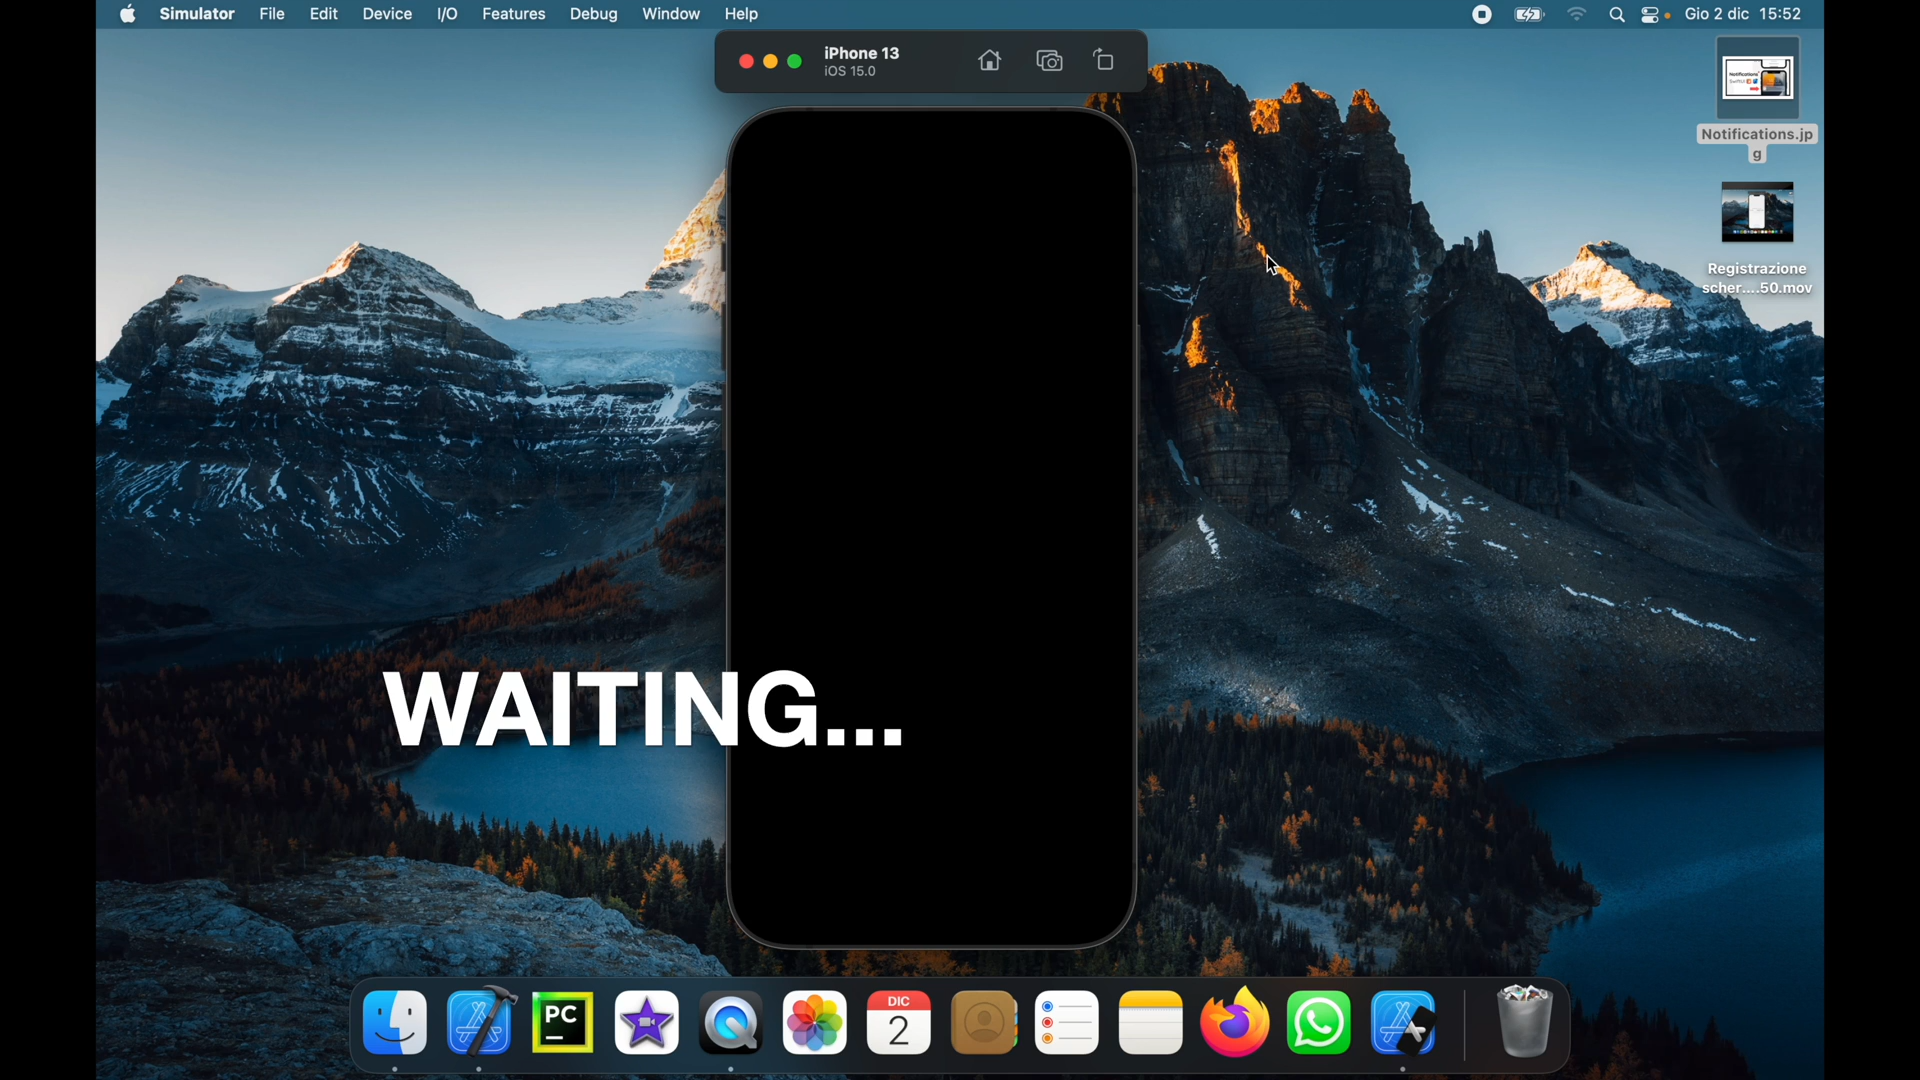 Simulator File Edit Device I/O Features Debug Window Help
Gio 2 dic 15:52
iPhone 13
iOS 15.0
Notifications
Notifications.jp
g
Registrazione
scher....50.mov
WAITING...
PC
DIC
2